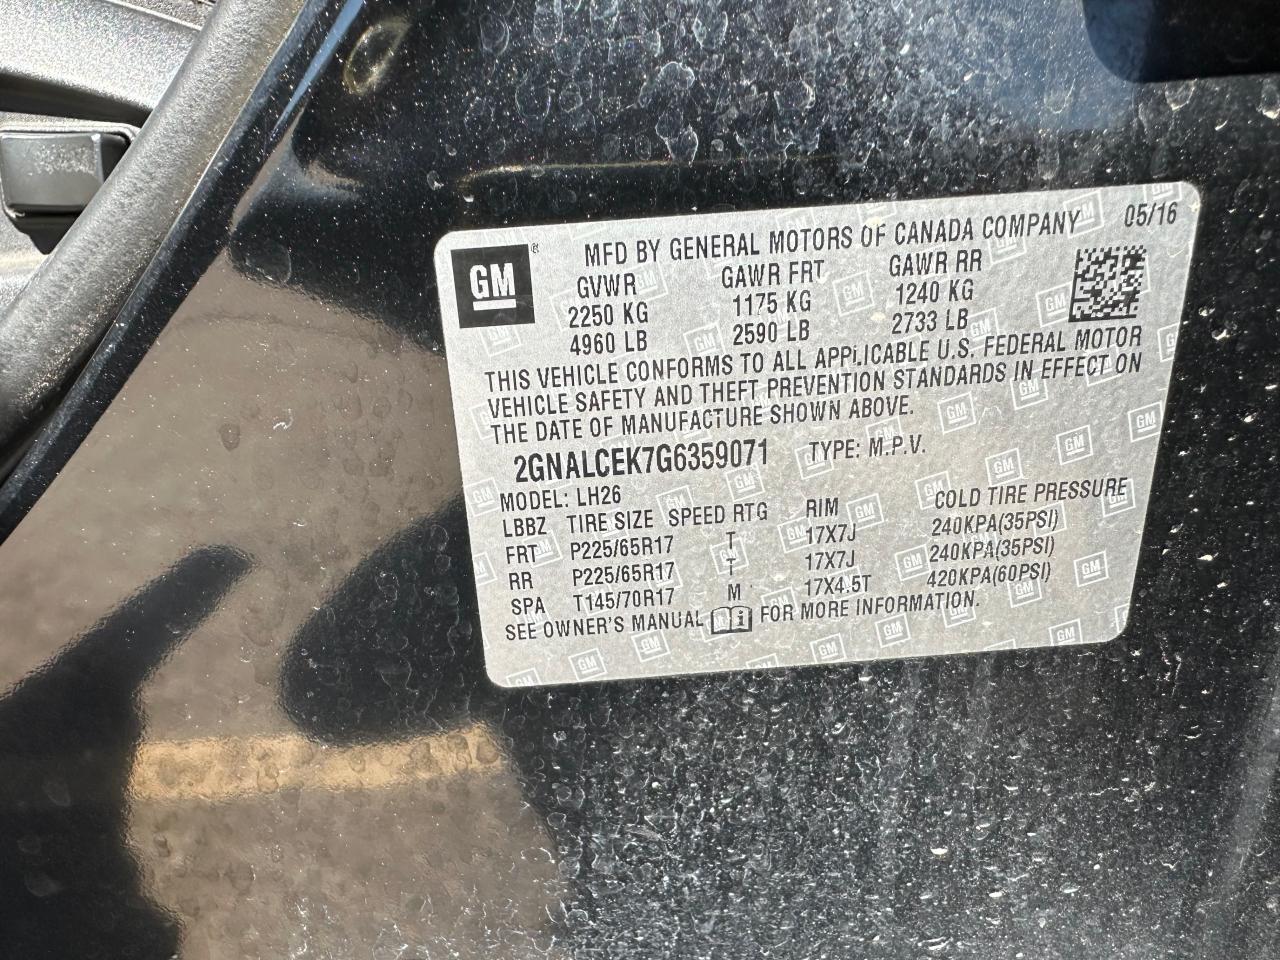 GM
MFD BY GENERAL MOTORS OF CANADA COMPANY 05/16
GVWR GAWR FRT GAWR RR
2250 KG 1175 KG 1240 KG
4960 LB 2590 LB 2733 LB
THIS VEHICLE CONFORMS TO ALL APPLICABLE U.S. FEDERAL MOTOR
VEHICLE SAFETY AND THEFT PREVENTION STANDARDS IN EFFECT ON
THE DATE OF MANUFACTURE SHOWN ABOVE.
2GNALCEK7G6359071 TYPE: M.P.V.
MODEL: LH26
LBBZ TIRE SIZE SPEED RTG RIM COLD TIRE PRESSURE
FRT P225/65R17 T 17X7J 240KPA(35PSI)
RR P225/65R17 T 17X7J 240KPA(35PSI)
SPA T145/70R17 M 17X4.5T 420KPA(60PSI)
SEE OWNER'S MANUAL FOR MORE INFORMATION.